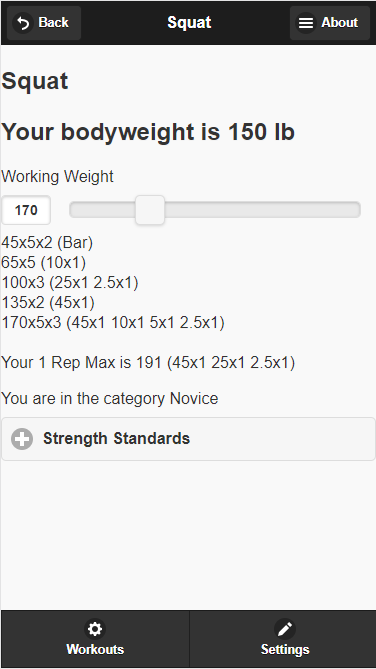 Back
Squat
About
Squat
Your bodyweight is 150 lb
Working Weight
170
45x5x2 (Bar)
65x5 (10x1)
100x3 (25x1 2.5x1)
135x2 (45x1)
170x5x3 (45x1 10x1 5x1 2.5x1)
Your 1 Rep Max is 191 (45x1 25x1 2.5x1)
You are in the category Novice
Strength Standards
Workouts
Settings